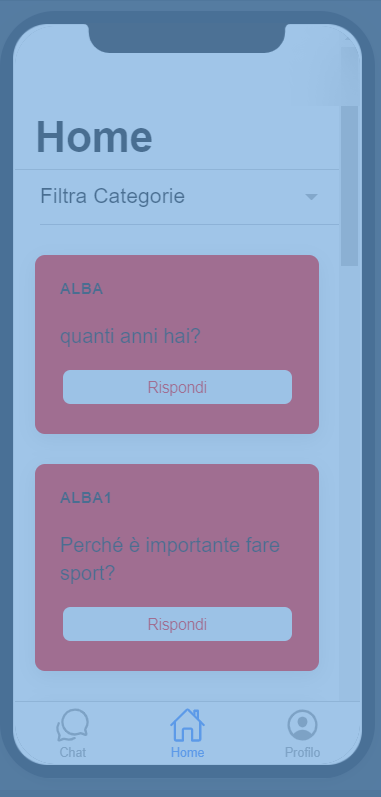 Home
Filtra Categorie
ALBA
quanti anni hai?
Rispondi
ALBA1
Perché è importante fare
sport?
Rispondi
Chat
Home
Profilo